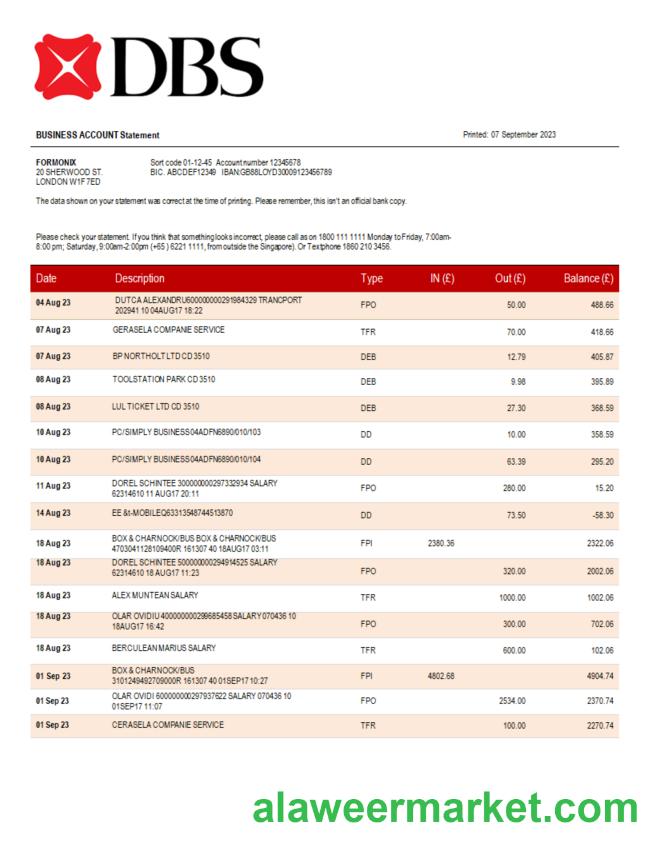 DBS
BUSINESS ACCOUNT Statement Printed: 07 September 2023
FORMONIX Sort code 01-12-45 Account number 12345678
20 SHERWOOD ST. BIC. ABCDEF12349 IBAN:GB88LOYD30009123456789
LONDON W1F 7ED
The data shown on your statement was correct at the time of printing. Please remember, this isn't an official bank copy.
Please check your statement. If you think that something looks incorrect, please call as on 1800 111 1111 Monday to Friday, 7:00am-
8:00 pm; Saturday, 9:00am-2:00pm (+65 ) 6221 1111, from outside the Singapore). Or Textphone 1860 210 3456.
Date Description Type IN (£) Out (£) Balance (£)
04 Aug 23 DUTCA ALEXANDRU600000000291984329 TRANCPORT
202941 10 04AUG17 18:22 FPO 50.00 488.66
07 Aug 23 GERASELA COMPANIE SERVICE TFR 70.00 418.66
07 Aug 23 BP NORTHOLT LTD CD 3510 DEB 12.79 405.87
08 Aug 23 TOOLSTATION PARK CD 3510 DEB 9.98 395.89
08 Aug 23 LUL TICKET LTD CD 3510 DEB 27.30 368.59
10 Aug 23 PC/SIMPLY BUSINESS04ADFN6890/010/103 DD 10.00 358.59
10 Aug 23 PC/SIMPLY BUSINESS04ADFN6890/010/104 DD 63.39 295.20
11 Aug 23 DOREL SCHINTEE 300000000297332934 SALARY
62314610 11 AUG17 20:11 FPO 280.00 15.20
14 Aug 23 EE &t-MOBILEQ63313548744513870 DD 73.50 -58.30
18 Aug 23 BOX & CHARNOCK/BUS BOX & CHARNOCK/BUS
4703041128109400R 161307 40 18AUG17 03:11 FPI 2380.36 2322.06
18 Aug 23 DOREL SCHINTEE 500000000294914525 SALARY
62314610 18 AUG17 11:23 FPO 320.00 2002.06
18 Aug 23 ALEX MUNTEAN SALARY TFR 1000.00 1002.06
18 Aug 23 OLAR OVIDIU 400000000299685458 SALARY 070436 10
18AUG17 16:42 FPO 300.00 702.06
18 Aug 23 BERCULEAN MARIUS SALARY TFR 600.00 102.06
01 Sep 23 BOX & CHARNOCK/BUS
3101249492709000R 161307 40 01SEP17 10:27 FPI 4802.68 4904.74
01 Sep 23 OLAR OVIDI 600000000297937622 SALARY 070436 10
01SEP17 11:07 FPO 2534.00 2370.74
01 Sep 23 CERASELA COMPANIE SERVICE TFR 100.00 2270.74
alaweermarket.com